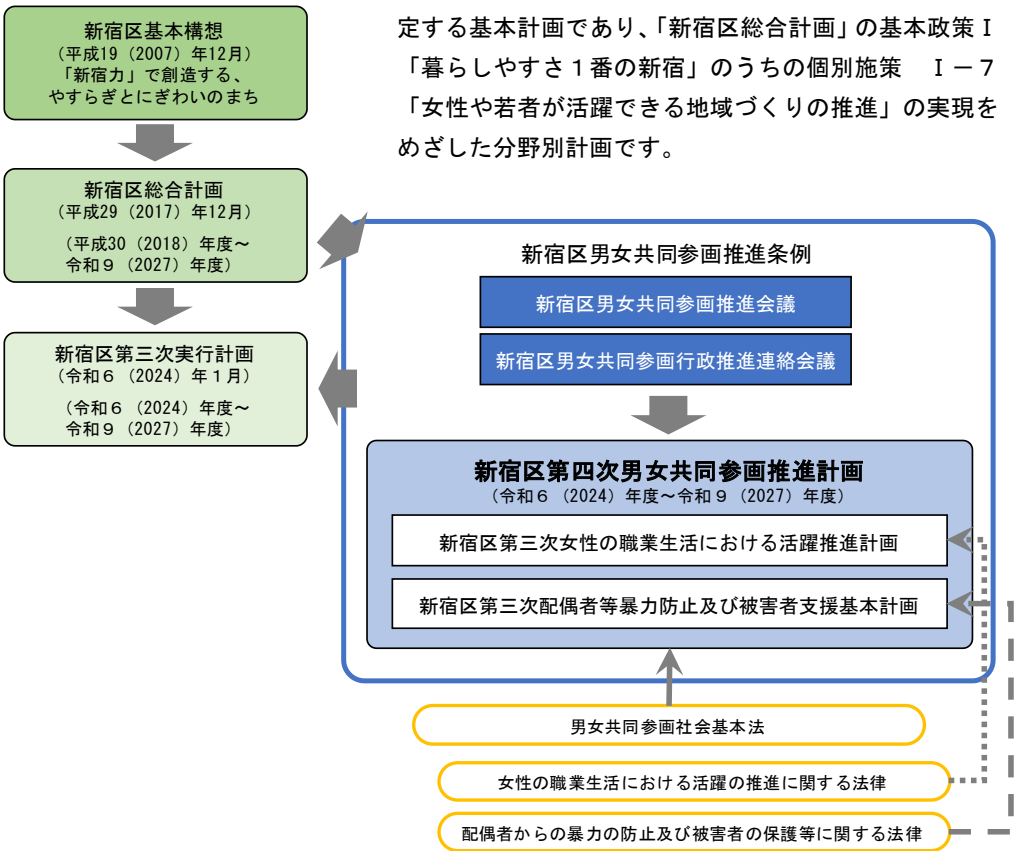 定する基本計画であり、「新宿区総合計画」の基本政策Ⅰ
「暮らしやすさ１番の新宿」のうちの個別施策　Ⅰ－７
「女性や若者が活躍できる地域づくりの推進」の実現を
めざした分野別計画です。
新宿区基本構想
（平成19（2007）年12月）
「新宿力」で創造する、
やすらぎとにぎわいのまち
新宿区総合計画
（平成29（2017）年12月）
（平成30（2018）年度～
令和９（2027）年度）
新宿区第三次実行計画
（令和６（2024）年１月）
（令和６（2024）年度～
令和９（2027）年度）
新宿区男女共同参画推進条例
新宿区男女共同参画推進会議
新宿区男女共同参画行政推進連絡会議
新宿区第四次男女共同参画推進計画
（令和６（2024）年度～令和９（2027）年度）
新宿区第三次女性の職業生活における活躍推進計画
新宿区第三次配偶者等暴力防止及び被害者支援基本計画
男女共同参画社会基本法
女性の職業生活における活躍の推進に関する法律
配偶者からの暴力の防止及び被害者の保護等に関する法律